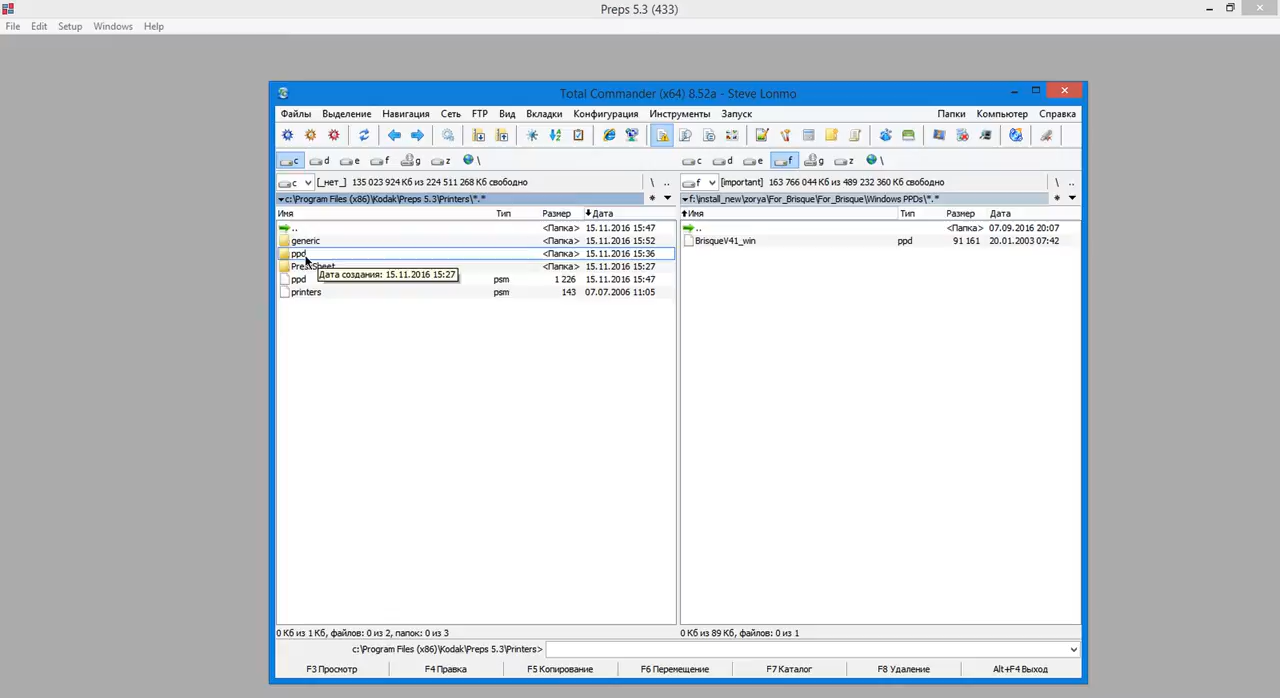 Preps 5.3 (433)
File Edit Setup Windows Help
Total Commander (x64) 8.52a - Steve Lonmo
Файлы Выделение Навигация Сеть FTP Вид Вкладки Конфигурация Инструменты Запуск Папки Компьютер Справка
c d e f g z \ c d e f g z \
c [_нет_] 135 023 924 Кб из 224 511 268 Кб свободно \ .. f [important] 163 766 044 Кб из 489 232 360 Кб свободно \ ..
c:\Program Files (x86)\Kodak\Preps 5.3\Printers\*.* * f:\install_new\zorya\For_Brisque\For_Brisque\Windows PPDs\*.* *
Имя Тип Размер Дата Имя Тип Размер Дата
.. <Папка> 15.11.2016 15:47 .. <Папка> 07.09.2016 20:07
generic <Папка> 15.11.2016 15:52 BrisqueV41_win ppd 91 161 20.01.2003 07:42
ppd <Папка> 15.11.2016 15:36
PressSheet <Папка> 15.11.2016 15:27
Дата создания: 15.11.2016 15:27
ppd psm 1 226 15.11.2016 15:47
printers psm 143 07.07.2006 11:05
0 Кб из 1 Кб, файлов: 0 из 2, папок: 0 из 3 0 Кб из 89 Кб, файлов: 0 из 1
c:\Program Files (x86)\Kodak\Preps 5.3\Printers>
F3 Просмотр F4 Правка F5 Копирование F6 Перемещение F7 Каталог F8 Удаление Alt+F4 Выход